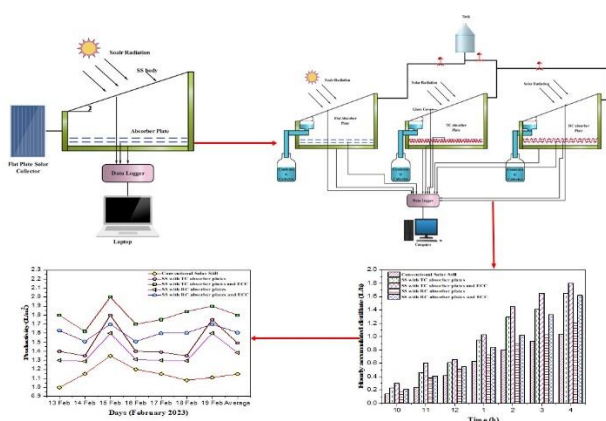 Soalr Radiation
SS body
Absorber Plate
Flat Plate Solar
Collector
Data Logger
Laptop
Tank
Soalr Radiation
Flat Absorber
Plate
Solar Radiation
Glass Cover
TC absorber
Plate
Solar Radiation
RC absorber
Plate
Data Logger
Computer
Conventional Solar Still
SS with TC absorber plates
SS with TC absorber plates and ECC
SS with RC absorber plates
SS with RC absorber plates and ECC
2.3
2.2
2.1
2.0
1.9
1.8
1.7
1.6
1.5
1.4
1.3
1.2
1.1
1.0
0.9
13 Feb
14 Feb
15 Feb
16 Feb
17 Feb
18 Feb
19 Feb
Average
Days (February 2023)
Conventional Solar Still
SS with TC absorber plates
SS with TC absorber plates and ECC
SS with RC absorber plates
SS with RC absorber plates and ECC
2.0
1.8
1.6
1.4
1.2
1.0
0.8
0.6
0.4
0.2
0.0
Hourly accumulated distillate (L/h)
10
11
12
1
2
3
4
Time (h)